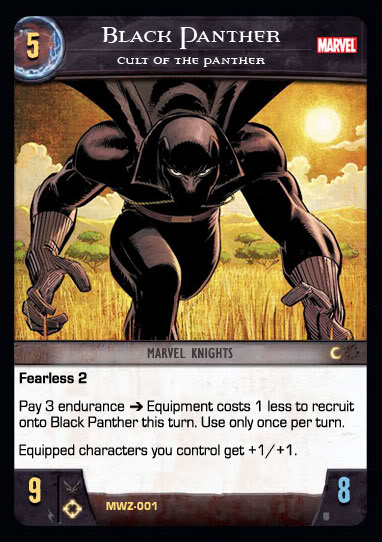 5
BLACK PANTHER
CULT OF THE PANTHER
MARVEL
MARVEL KNIGHTS
C
Fearless 2
Pay 3 endurance ➔ Equipment costs 1 less to recruit
onto Black Panther this turn. Use only once per turn.
Equipped characters you control get +1/+1.
9
MWZ-001
8